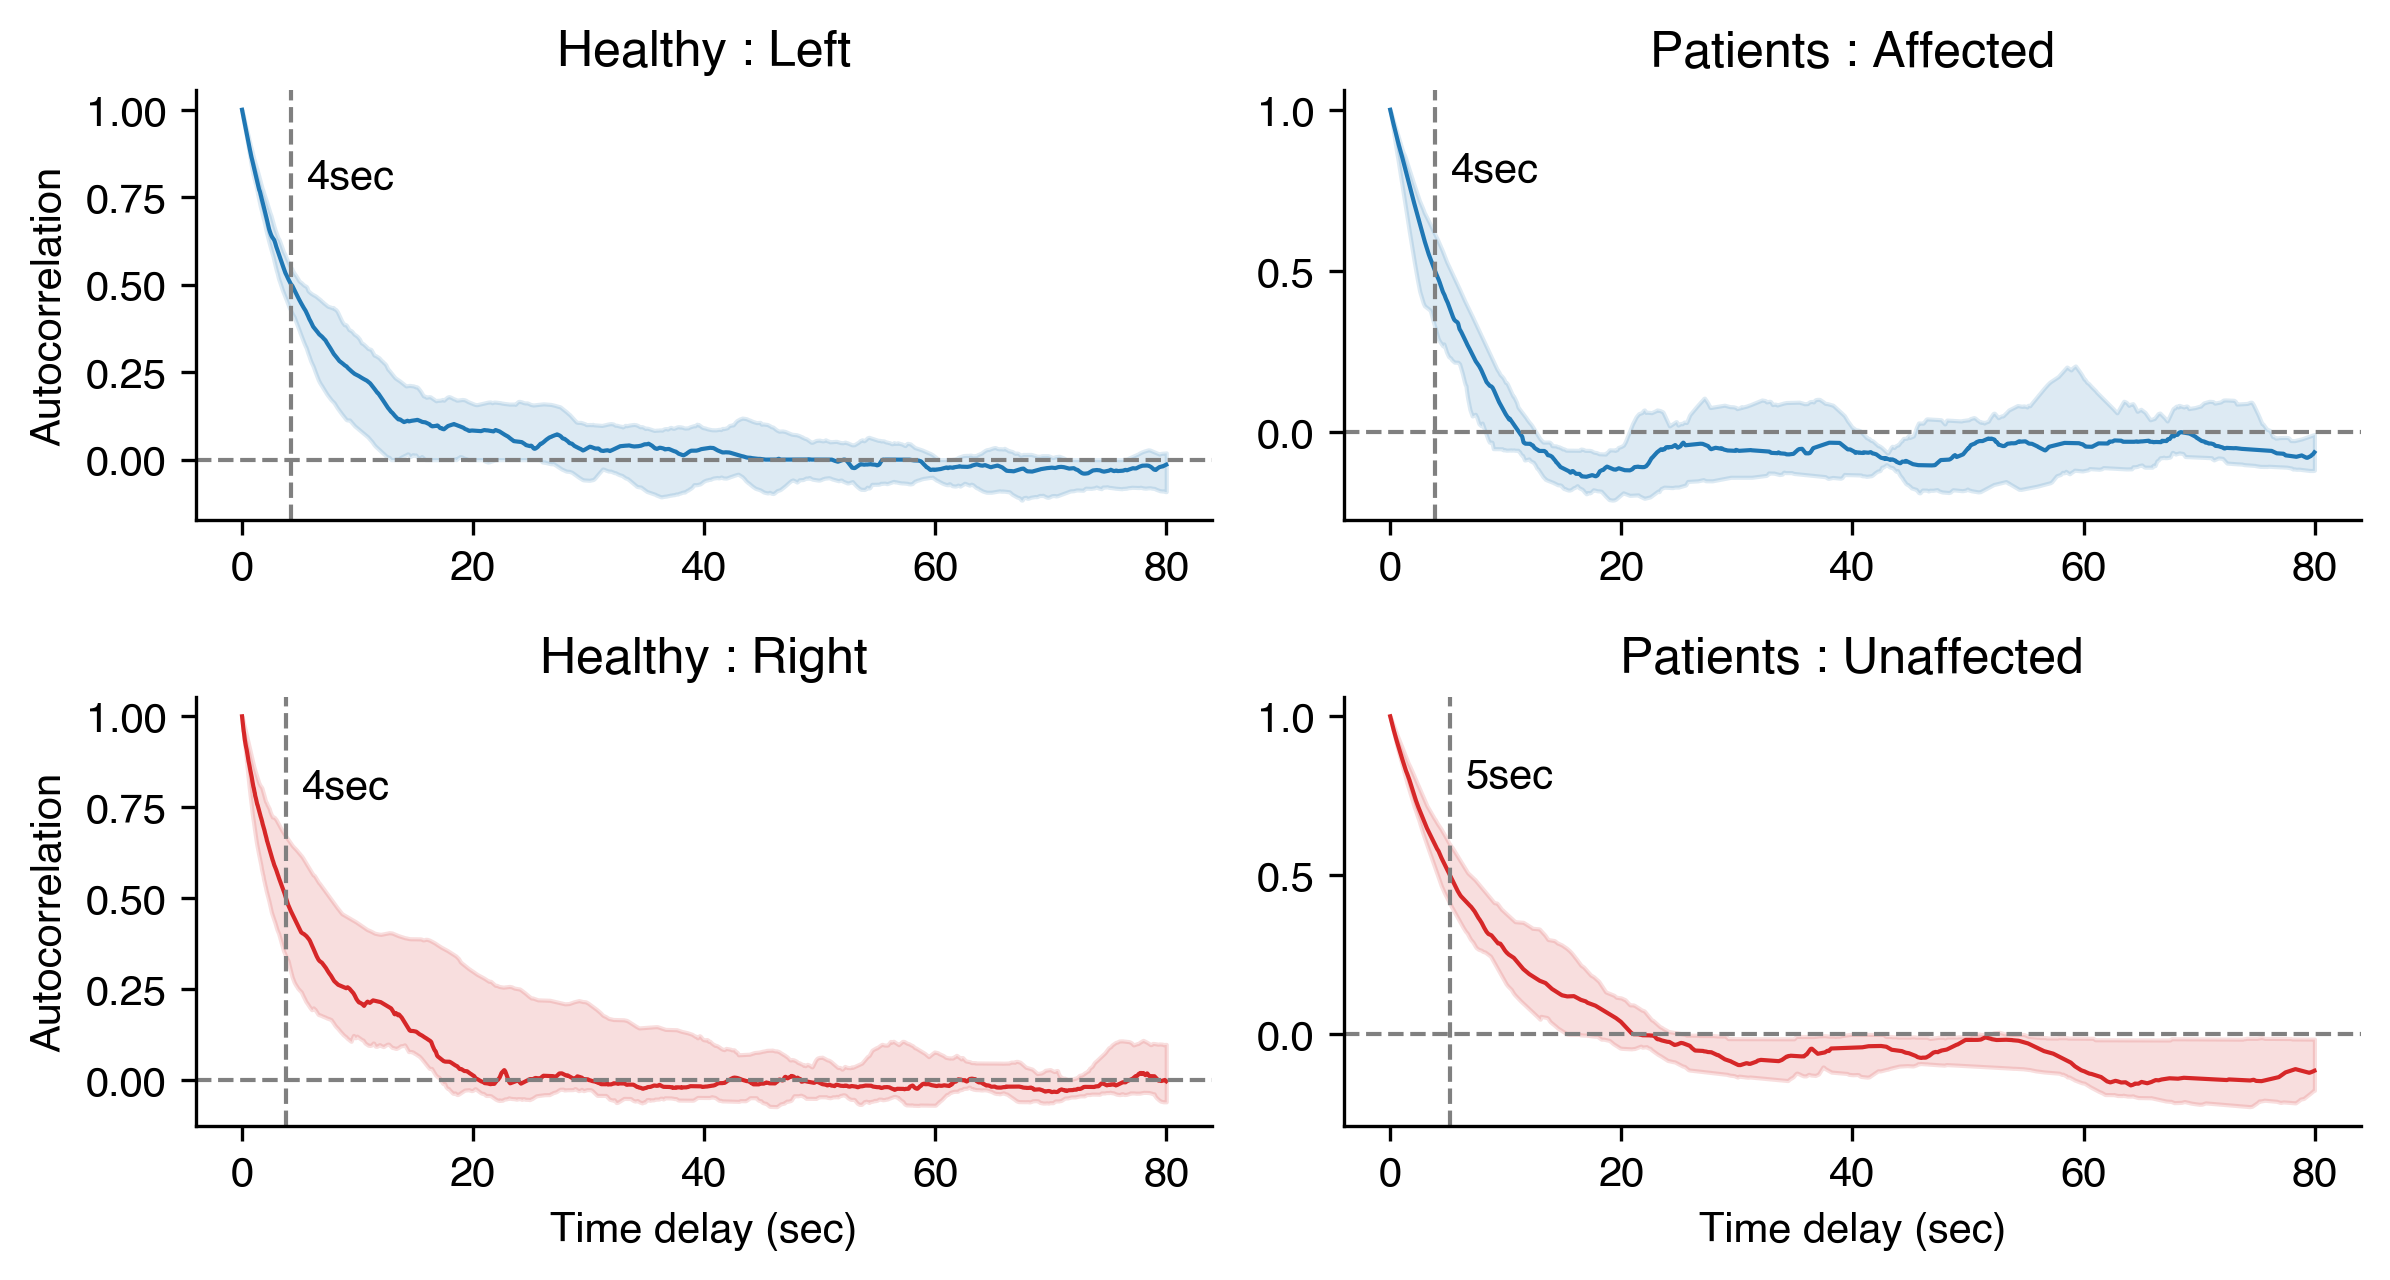 Healthy : Left
Autocorrelation
1.00
0.75
0.50
0.25
0.00
4sec
0 20 40 60 80
Patients : Affected
1.0
0.5
0.0
4sec
0 20 40 60 80
Healthy : Right
Autocorrelation
1.00
0.75
0.50
0.25
0.00
4sec
0 20 40 60 80
Time delay (sec)
Patients : Unaffected
1.0
0.5
0.0
5sec
0 20 40 60 80
Time delay (sec)